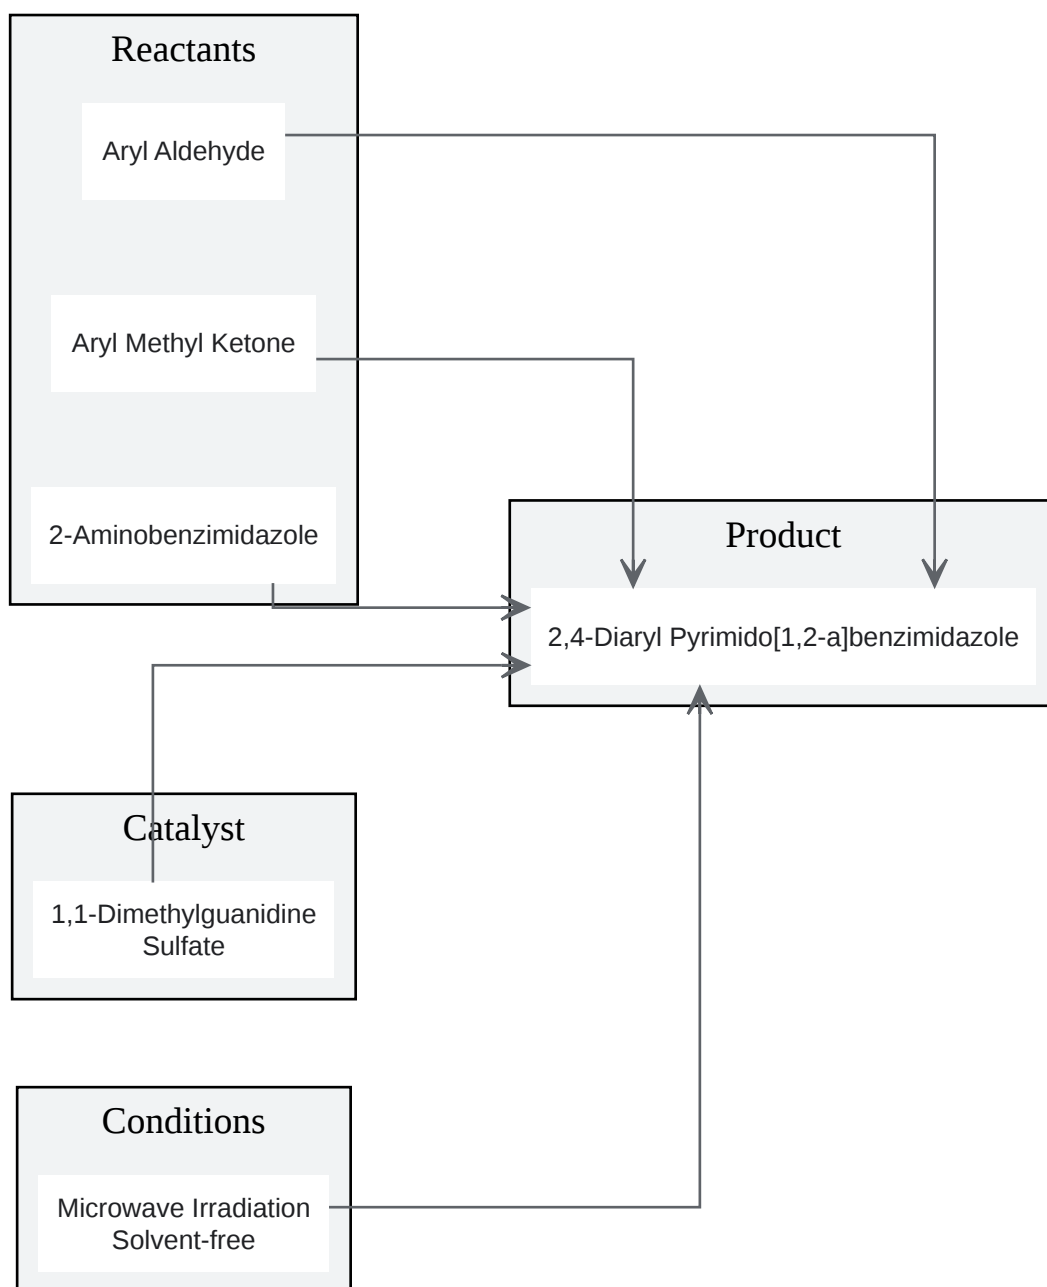 Reactants
Aryl Aldehyde
Aryl Methyl Ketone
2-Aminobenzimidazole
Product
2,4-Diaryl Pyrimido[1,2-a]benzimidazole
Catalyst
1,1-Dimethylguanidine
Sulfate
Conditions
Microwave Irradiation
Solvent-free